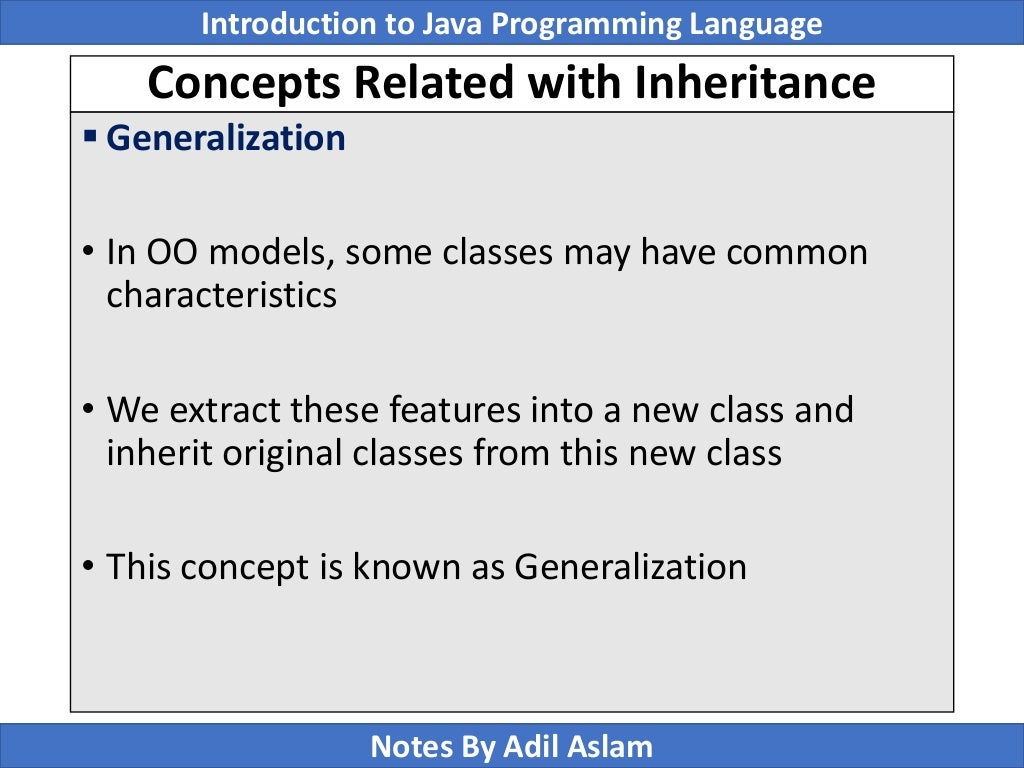 Introduction to Java Programming Language
Concepts Related with Inheritance
▪ Generalization
• In OO models, some classes may have common
characteristics
• We extract these features into a new class and
inherit original classes from this new class
• This concept is known as Generalization
Notes By Adil Aslam